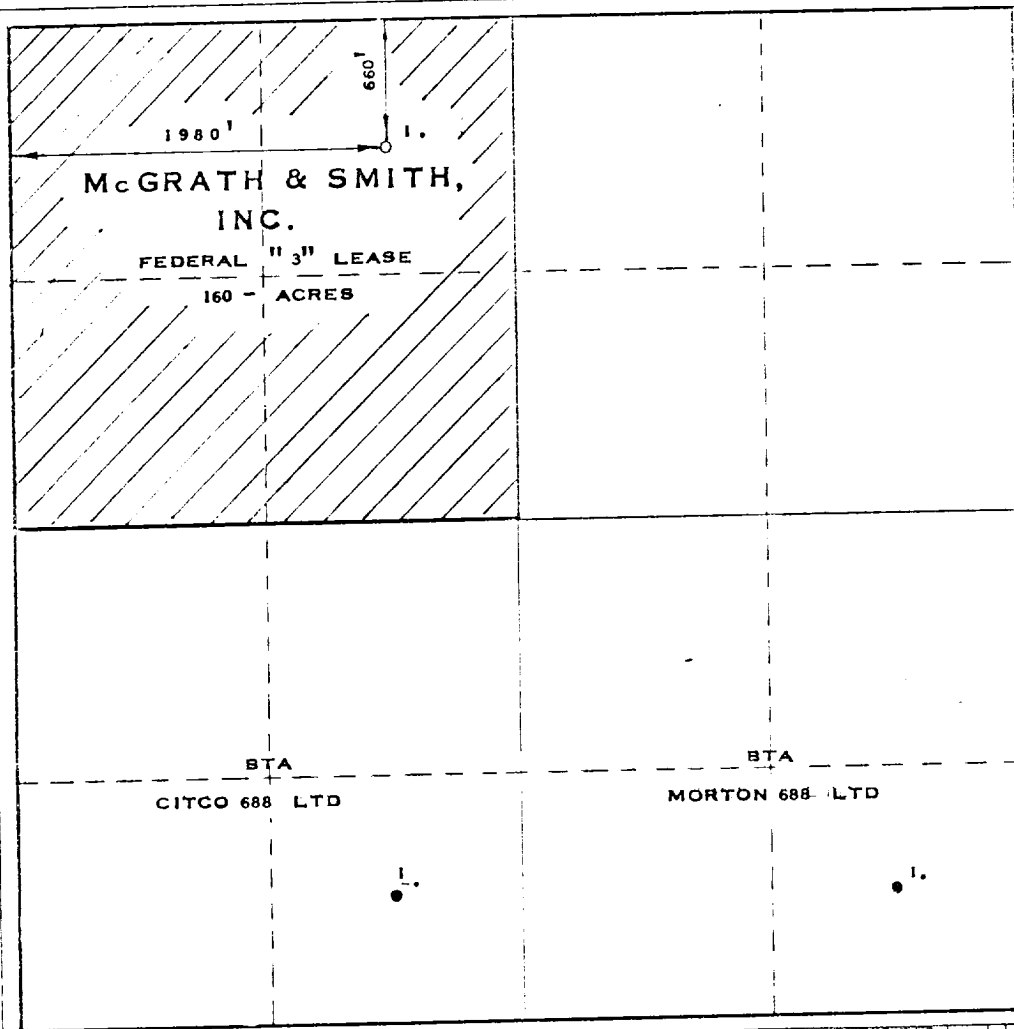 660'
1980'
1.
McGRATH & SMITH,
INC.
FEDERAL "3" LEASE
160 - ACRES
BTA
CITCO 688 LTD
1.
BTA
MORTON 688 LTD
1.